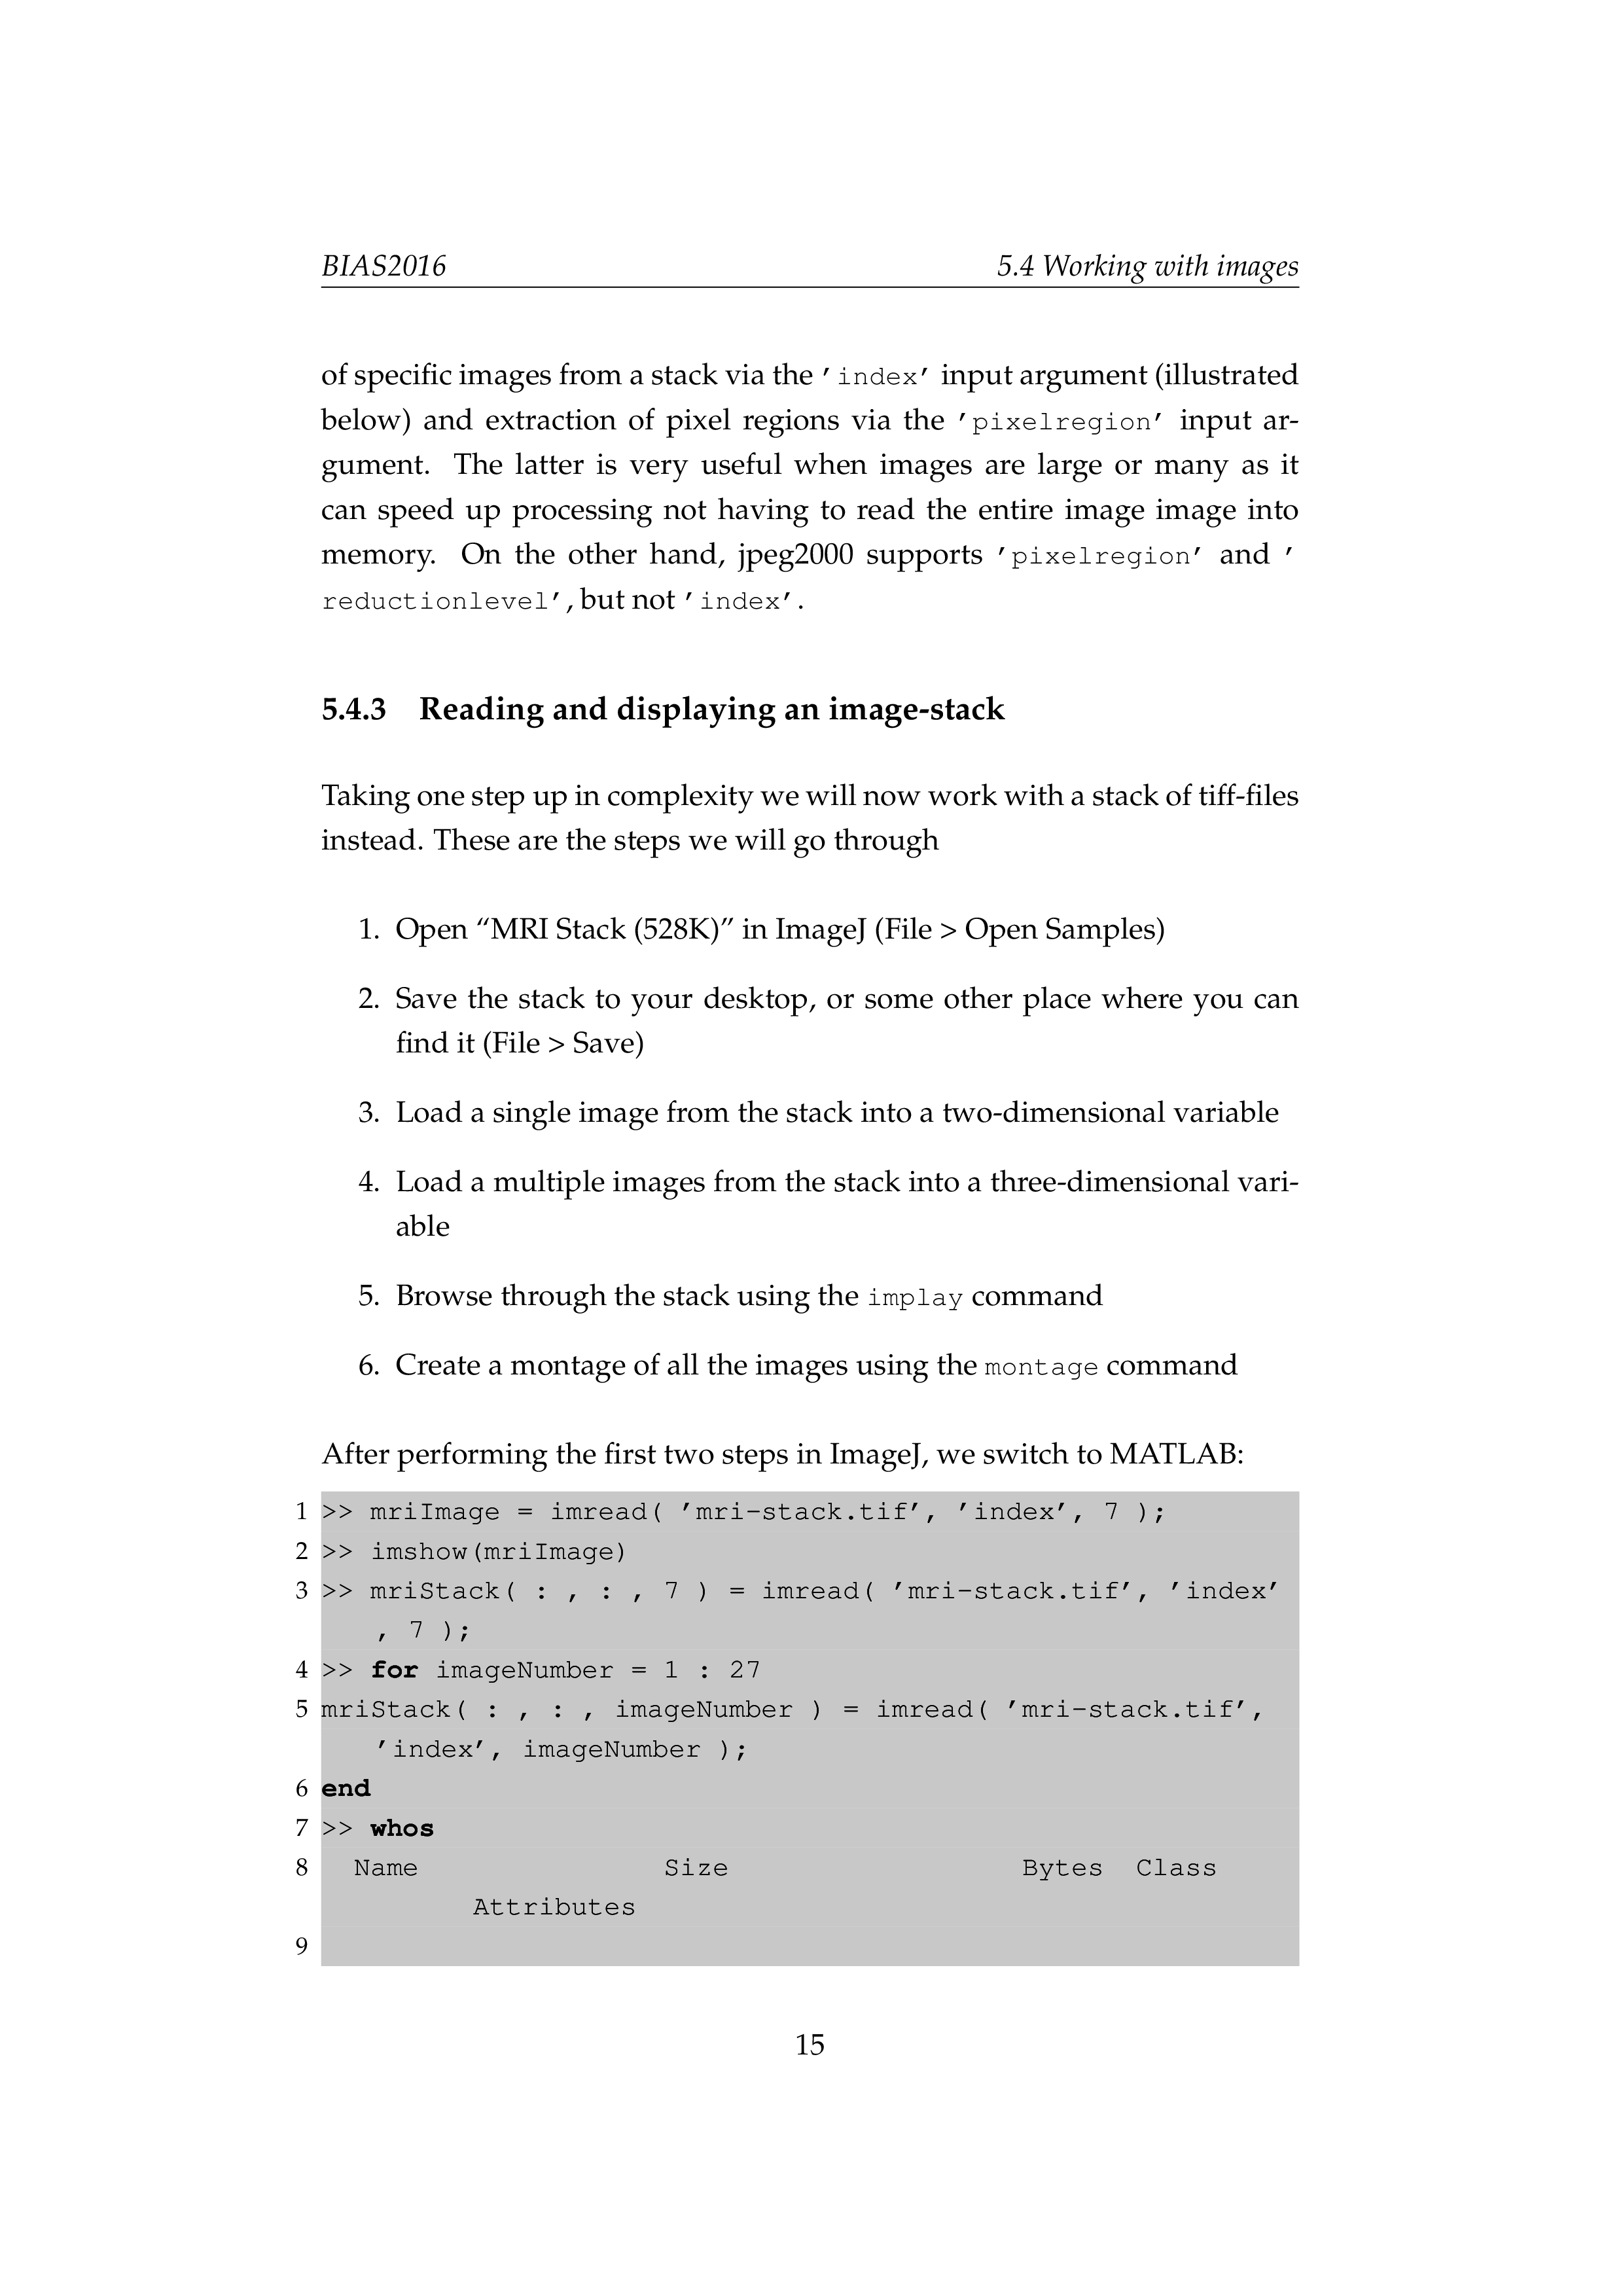 BIAS2016 5.4 Working with images
of specific images from a stack via the ’index’ input argument (illustrated
below) and extraction of pixel regions via the ’pixelregion’ input ar-
gument. The latter is very useful when images are large or many as it
can speed up processing not having to read the entire image image into
memory. On the other hand, jpeg2000 supports ’pixelregion’ and ’
reductionlevel’, but not ’index’.
5.4.3 Reading and displaying an image-stack
Taking one step up in complexity we will now work with a stack of tiff-files
instead. These are the steps we will go through
1. Open “MRI Stack (528K)” in ImageJ (File > Open Samples)
2. Save the stack to your desktop, or some other place where you can
find it (File > Save)
3. Load a single image from the stack into a two-dimensional variable
4. Load a multiple images from the stack into a three-dimensional vari-
able
5. Browse through the stack using the implay command
6. Create a montage of all the images using the montage command
After performing the first two steps in ImageJ, we switch to MATLAB:
1 >> mriImage = imread( ’mri-stack.tif’, ’index’, 7 );
2 >> imshow(mriImage)
3 >> mriStack( : , : , 7 ) = imread( ’mri-stack.tif’, ’index’
, 7 );
4 >> for imageNumber = 1 : 27
5 mriStack( : , : , imageNumber ) = imread( ’mri-stack.tif’,
’index’, imageNumber );
6 end
7 >> whos
8 Name Size Bytes Class
Attributes
9
15